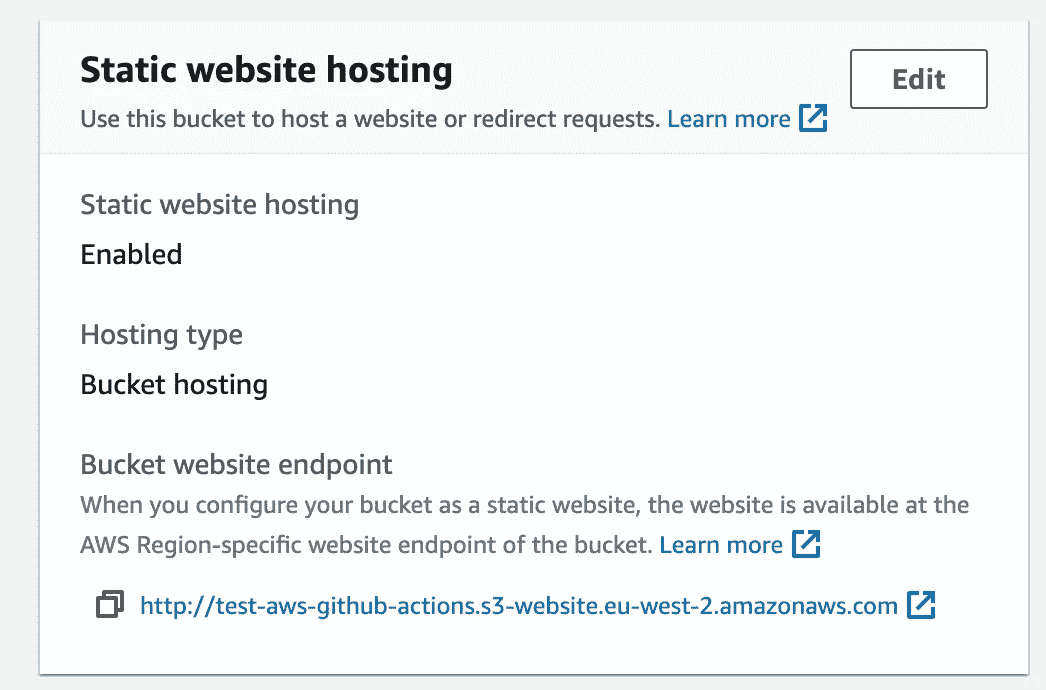 Static website hosting
Edit
Use this bucket to host a website or redirect requests. Learn more
Static website hosting
Enabled
Hosting type
Bucket hosting
Bucket website endpoint
When you configure your bucket as a static website, the website is available at the
AWS Region-specific website endpoint of the bucket. Learn more
http://test-aws-github-actions.s3-website.eu-west-2.amazonaws.com